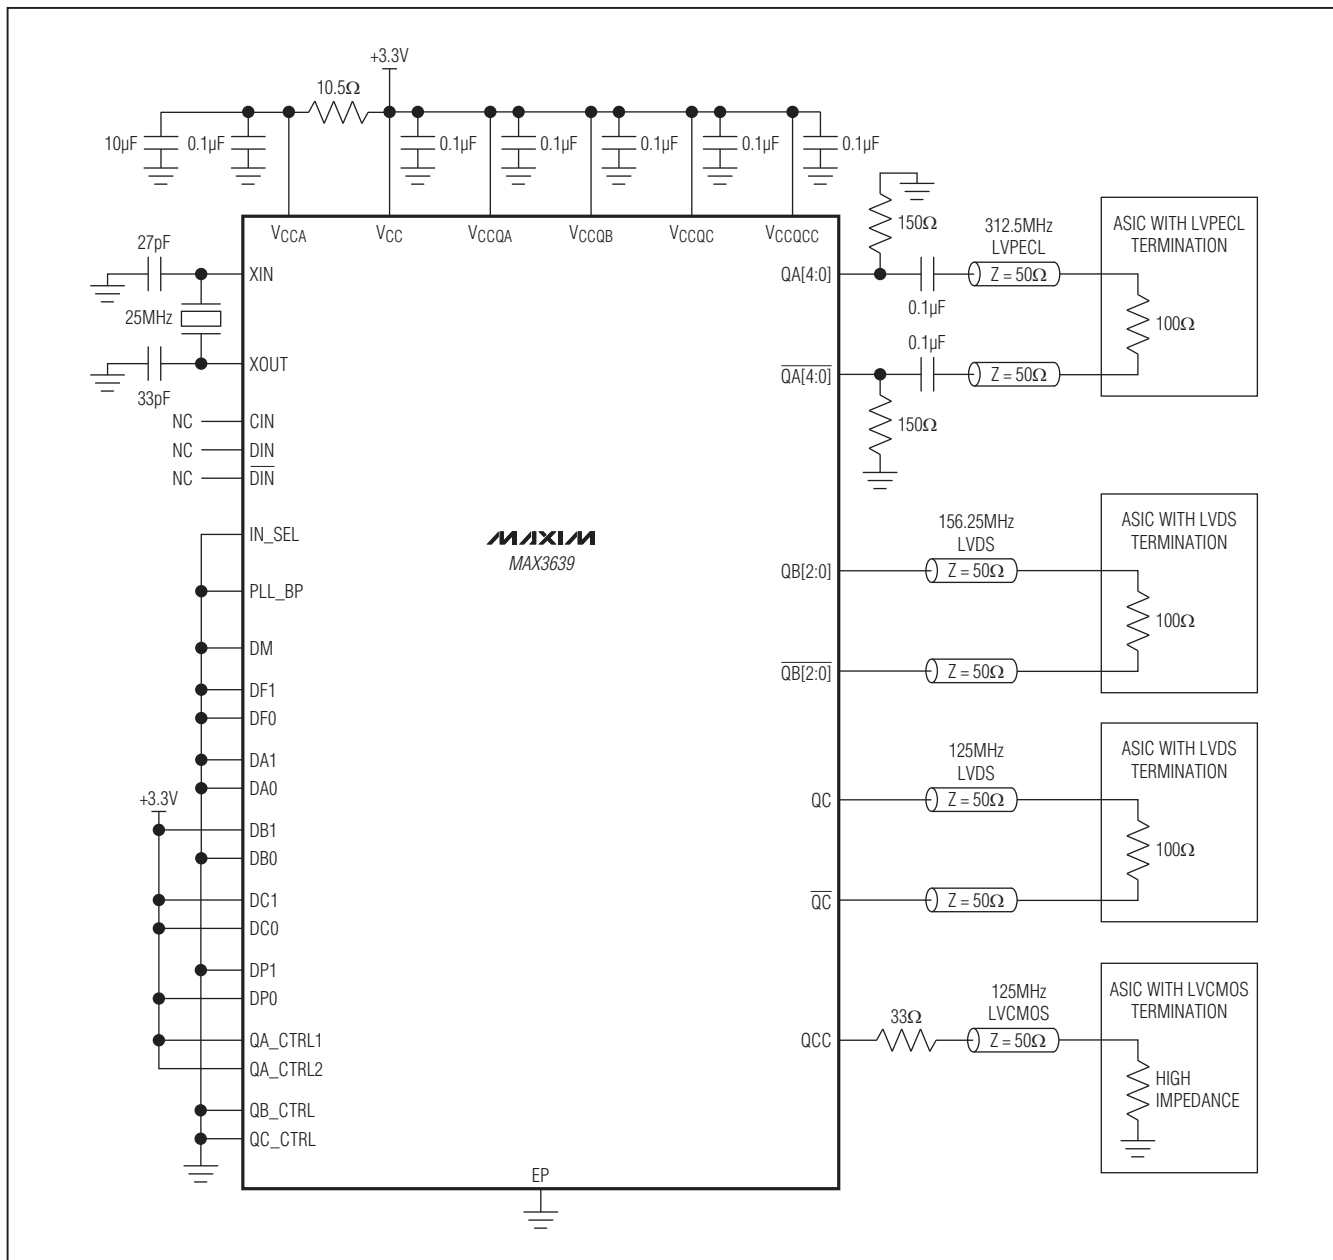 +3.3V
10.5Ω
10µF
0.1µF
0.1µF
0.1µF
0.1µF
0.1µF
0.1µF
VCCA
VCC
VCCQA
VCCQB
VCCQC
VCCQCC
27pF
XIN
25MHz
XOUT
33pF
NC
CIN
NC
DIN
NC
DIN
IN_SEL
PLL_BP
DM
DF1
DF0
DA1
DA0
+3.3V
DB1
DB0
DC1
DC0
DP1
DP0
QA_CTRL1
QA_CTRL2
QB_CTRL
QC_CTRL
EP
MAXIM
MAX3639
QA[4:0]
150Ω
0.1µF
312.5MHz
LVPECL
Z = 50Ω
ASIC WITH LVPECL
TERMINATION
100Ω
QA[4:0]
150Ω
0.1µF
Z = 50Ω
QB[2:0]
156.25MHz
LVDS
Z = 50Ω
ASIC WITH LVDS
TERMINATION
100Ω
QB[2:0]
Z = 50Ω
QC
125MHz
LVDS
Z = 50Ω
ASIC WITH LVDS
TERMINATION
100Ω
QC
Z = 50Ω
QCC
33Ω
125MHz
LVCMOS
Z = 50Ω
ASIC WITH LVCMOS
TERMINATION
HIGH
IMPEDANCE